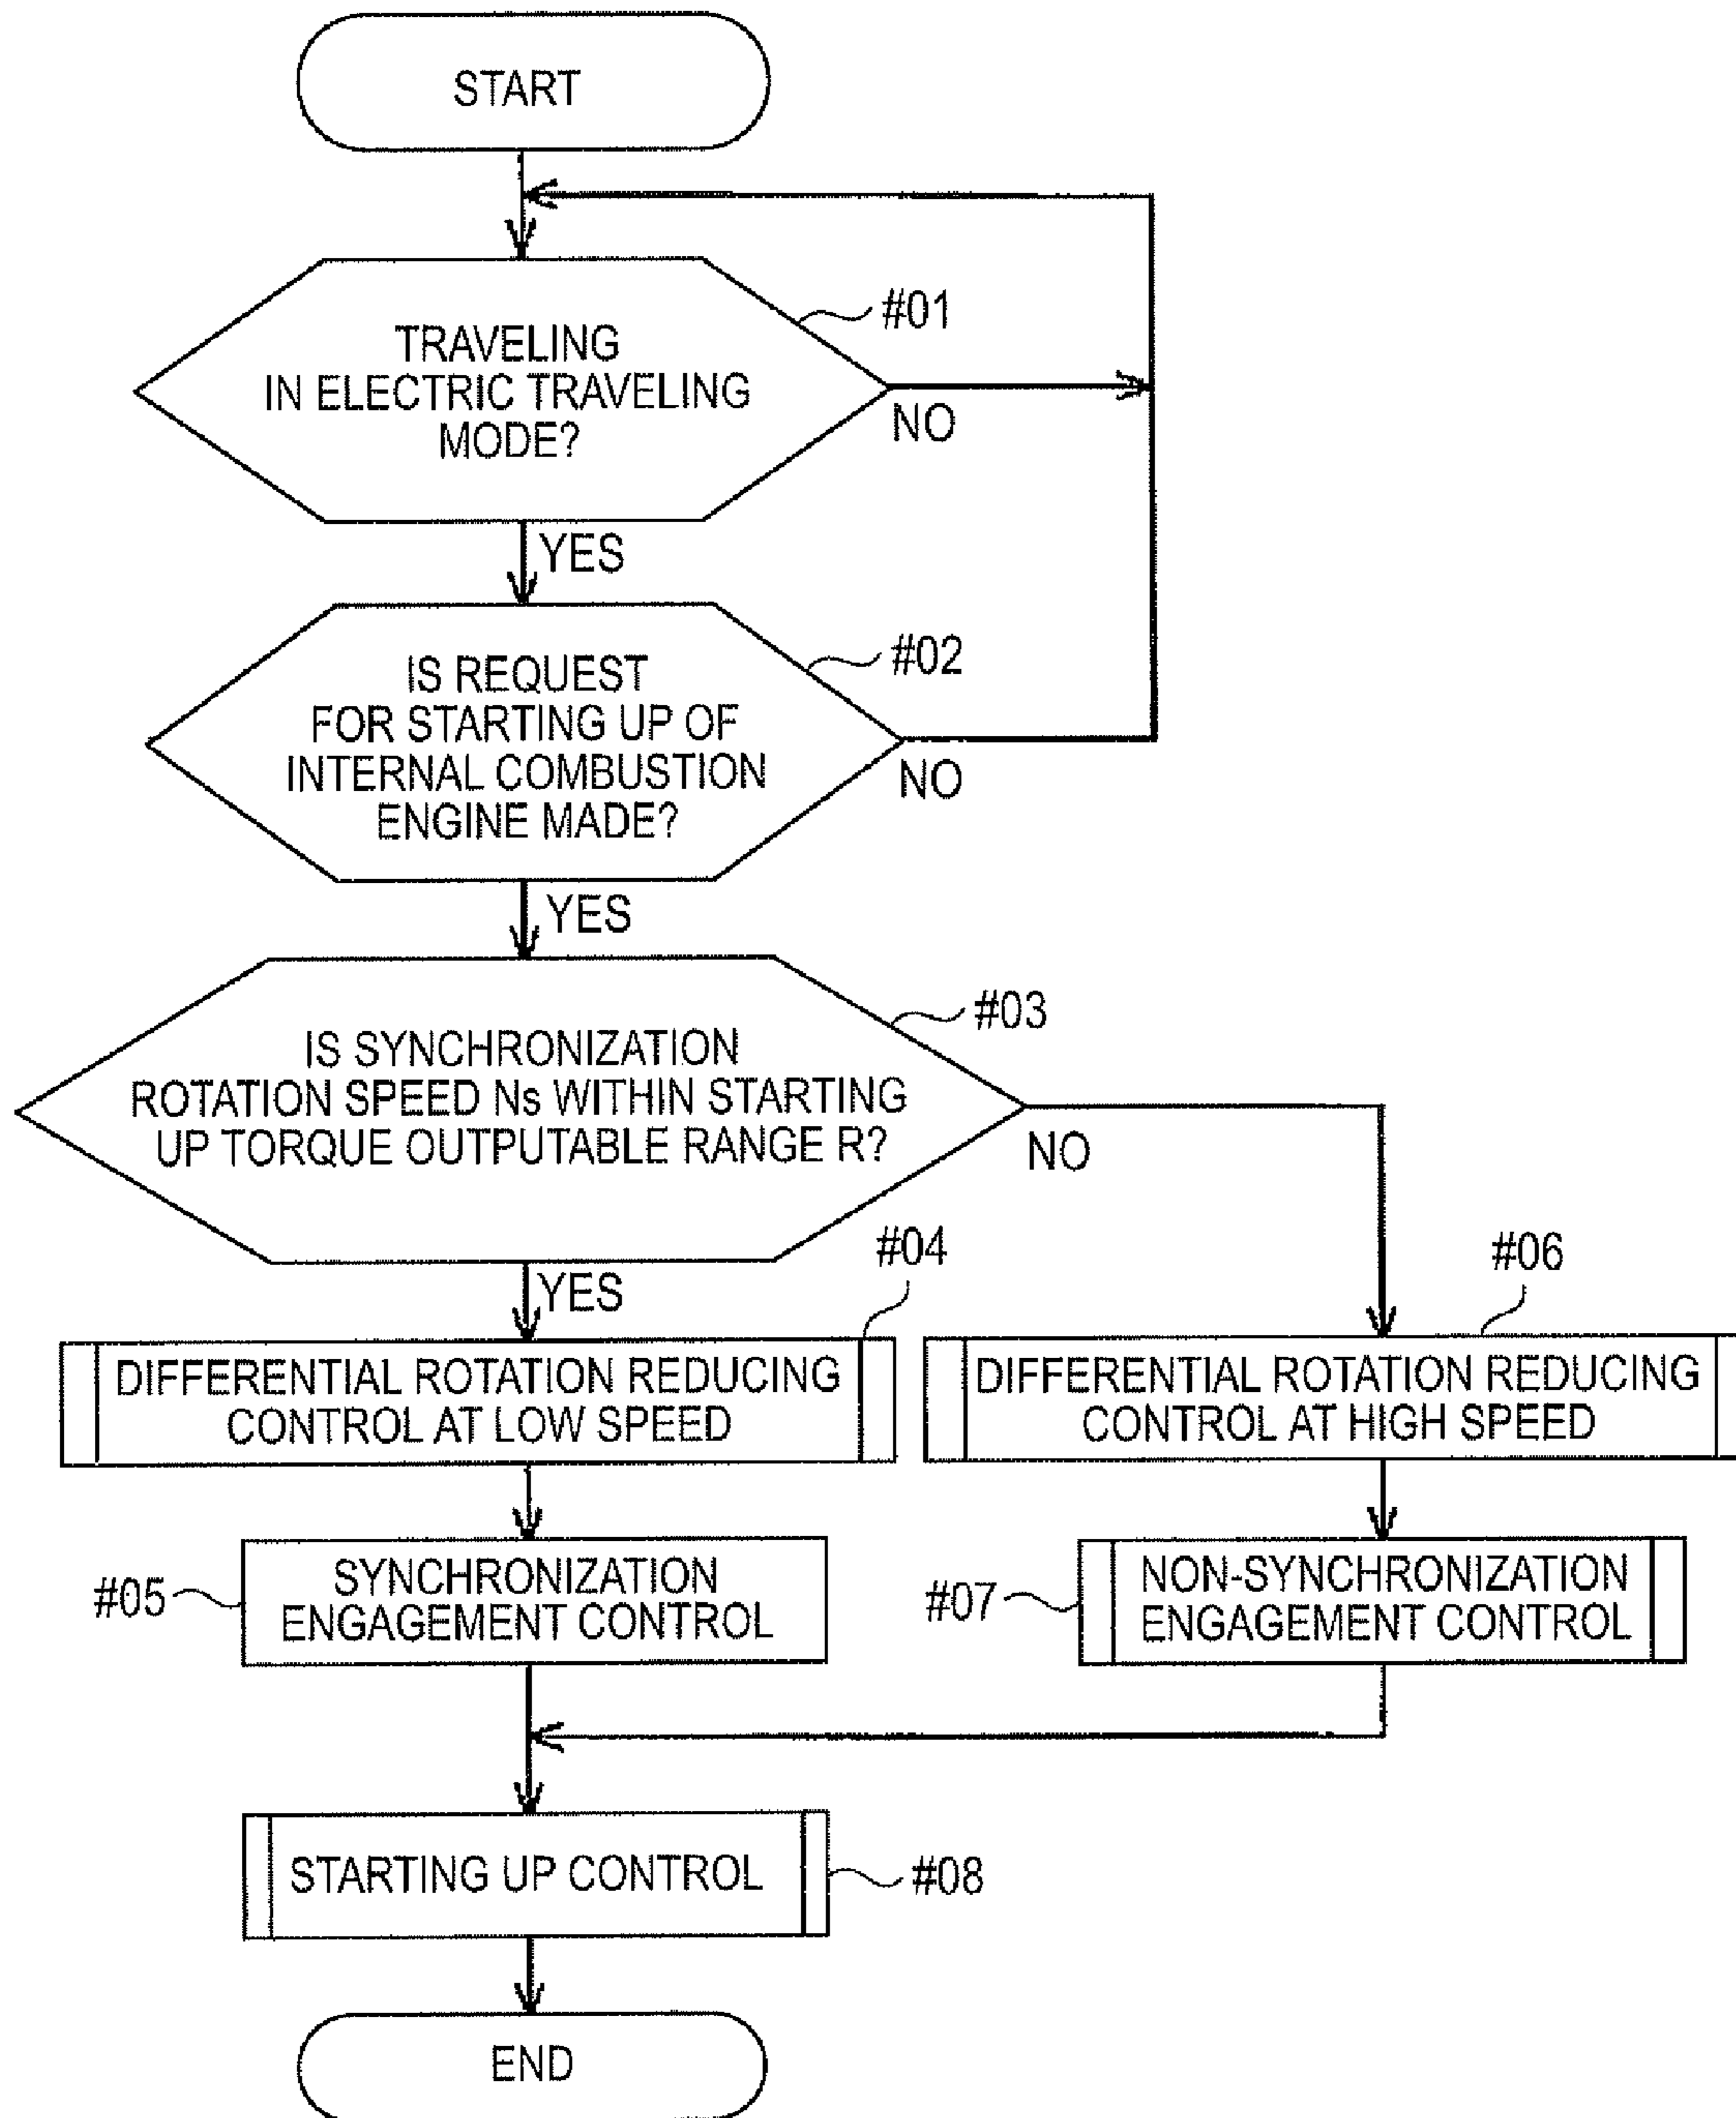 START
#01
TRAVELING
IN ELECTRIC TRAVELING
MODE?
NO
YES
#02
IS REQUEST
FOR STARTING UP OF
INTERNAL COMBUSTION
ENGINE MADE?
NO
YES
#03
IS SYNCHRONIZATION
ROTATION SPEED Ns WITHIN STARTING
UP TORQUE OUTPUTABLE RANGE R?
NO
YES
#04
DIFFERENTIAL ROTATION REDUCING
CONTROL AT LOW SPEED
#06
DIFFERENTIAL ROTATION REDUCING
CONTROL AT HIGH SPEED
#05
SYNCHRONIZATION
ENGAGEMENT CONTROL
#07
NON-SYNCHRONIZATION
ENGAGEMENT CONTROL
STARTING UP CONTROL
#08
END